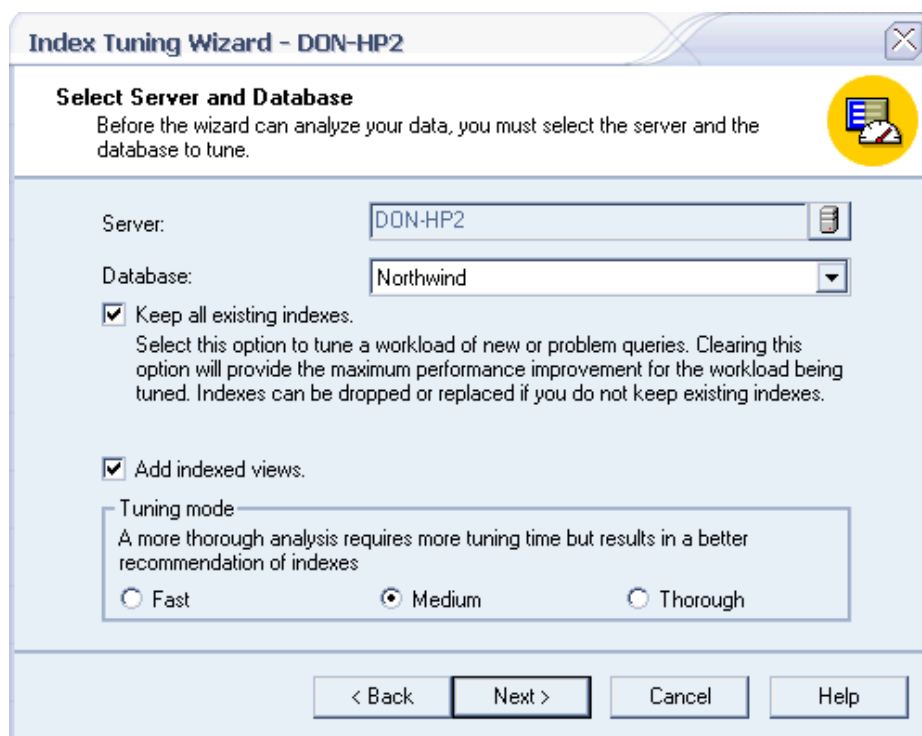 Index Tuning Wizard - DON-HP2
Select Server and Database
Before the wizard can analyze your data, you must select the server and the
database to tune.
Server:
DON-HP2
Database:
Northwind
Keep all existing indexes.
Select this option to tune a workload of new or problem queries. Clearing this
option will provide the maximum performance improvement for the workload being
tuned. Indexes can be dropped or replaced if you do not keep existing indexes.
Add indexed views.
Tuning mode
A more thorough analysis requires more tuning time but results in a better
recommendation of indexes
Fast
Medium
Thorough
< Back
Next >
Cancel
Help